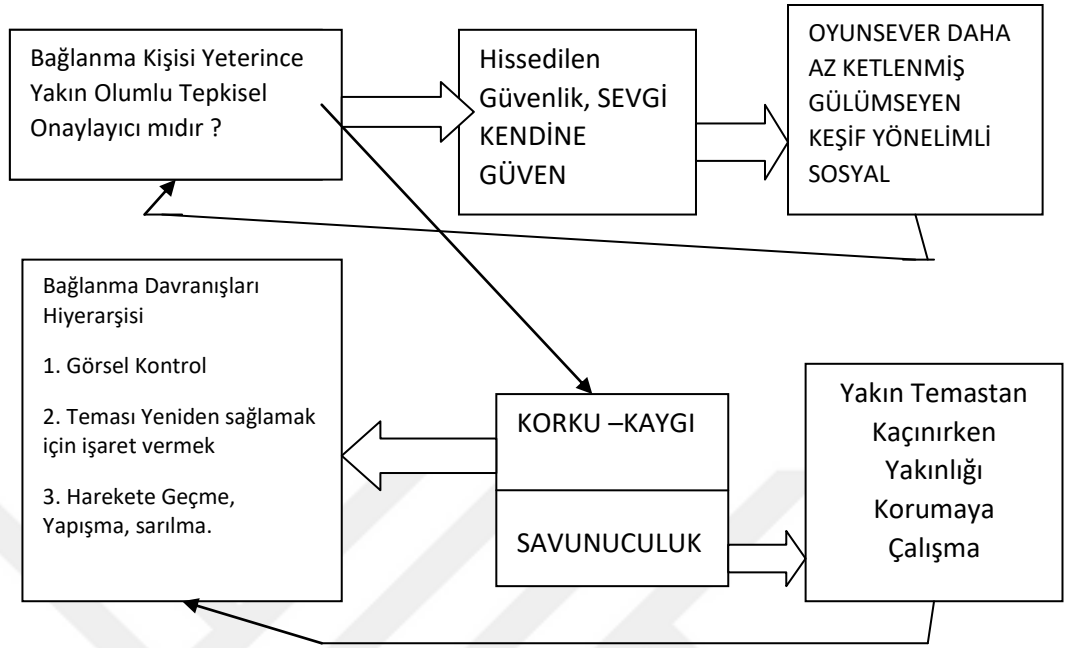 Bağlanma Kişisi Yeterince
Yakın Olumlu Tepkisel
Onaylayıcı mıdır ?
Hissedilen
Güvenlik, SEVGİ
KENDİNE
GÜVEN
OYUNSEVER DAHA
AZ KETLENMİŞ
GÜLÜMSEYEN
KEŞİF YÖNELİMLİ
SOSYAL
Bağlanma Davranışları
Hiyerarşisi
1. Görsel Kontrol
2. Teması Yeniden sağlamak
için işaret vermek
3. Harekete Geçme,
Yapışma, sarılma.
KORKU –KAYGI
SAVUNUCULUK
Yakın Temastan
Kaçınırken
Yakınlığı
Korumaya
Çalışma